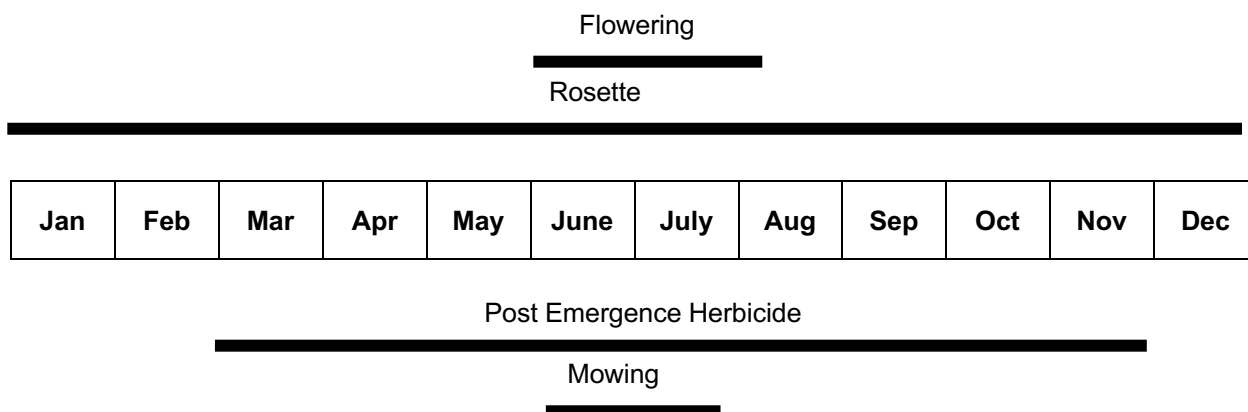 Flowering
Rosette
Jan Feb Mar Apr May June July Aug Sep Oct Nov Dec
Post Emergence Herbicide
Mowing